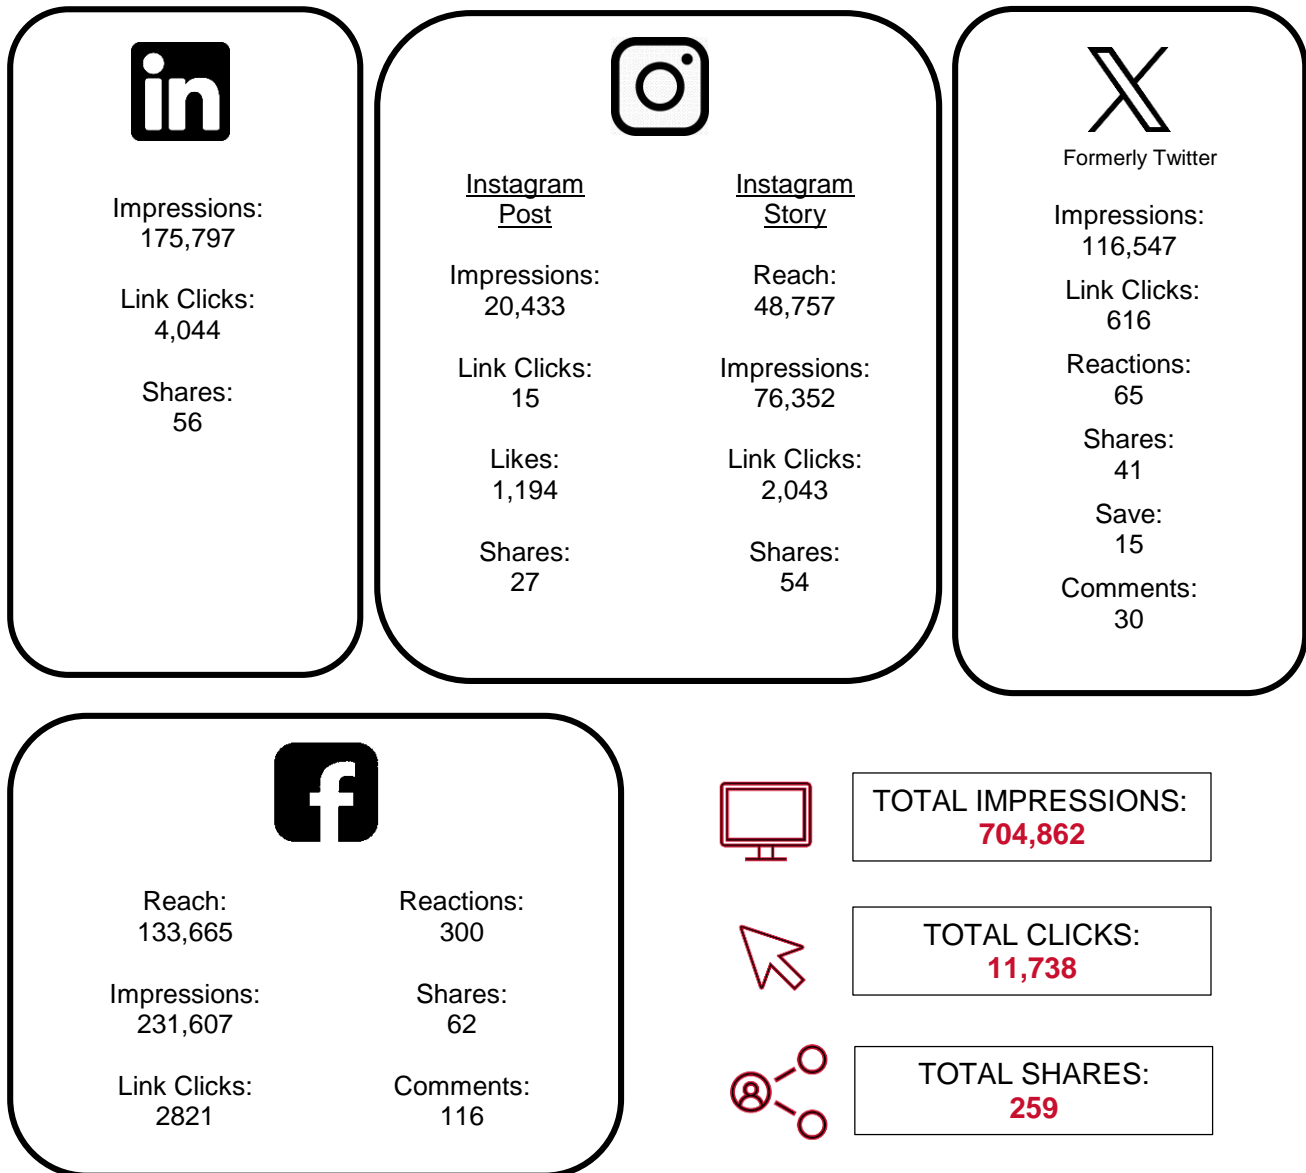 in
Impressions:
175,797
Link Clicks:
4,044
Shares:
56
Instagram
Post
Impressions:
20,433
Link Clicks:
15
Likes:
1,194
Shares:
27
Instagram
Story
Reach:
48,757
Impressions:
76,352
Link Clicks:
2,043
Shares:
54
X
Formerly Twitter
Impressions:
116,547
Link Clicks:
616
Reactions:
65
Shares:
41
Save:
15
Comments:
30
f
Reach:
133,665
Impressions:
231,607
Link Clicks:
2821
Reactions:
300
Shares:
62
Comments:
116
TOTAL IMPRESSIONS:
704,862
TOTAL CLICKS:
11,738
TOTAL SHARES:
259